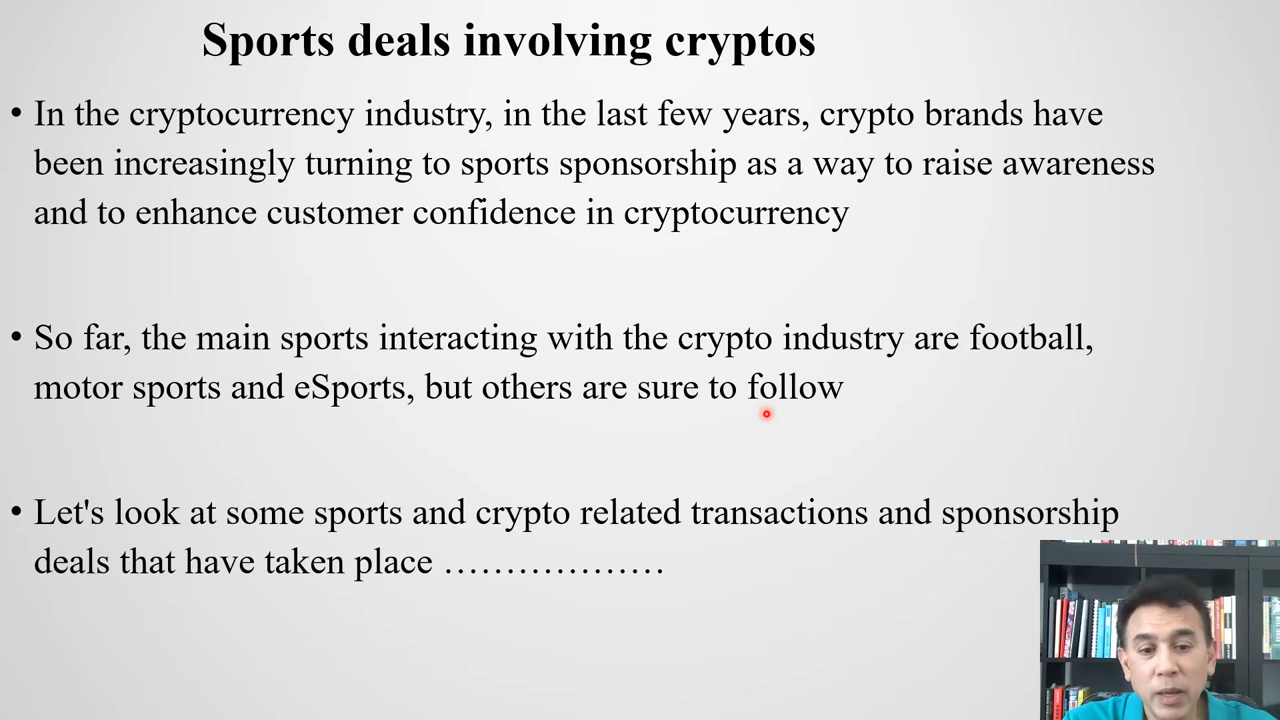 Sports deals involving cryptos
• In the cryptocurrency industry, in the last few years, crypto brands have
been increasingly turning to sports sponsorship as a way to raise awareness
and to enhance customer confidence in cryptocurrency
• So far, the main sports interacting with the crypto industry are football,
motor sports and eSports, but others are sure to follow
• Let's look at some sports and crypto related transactions and sponsorship
deals that have taken place ………………